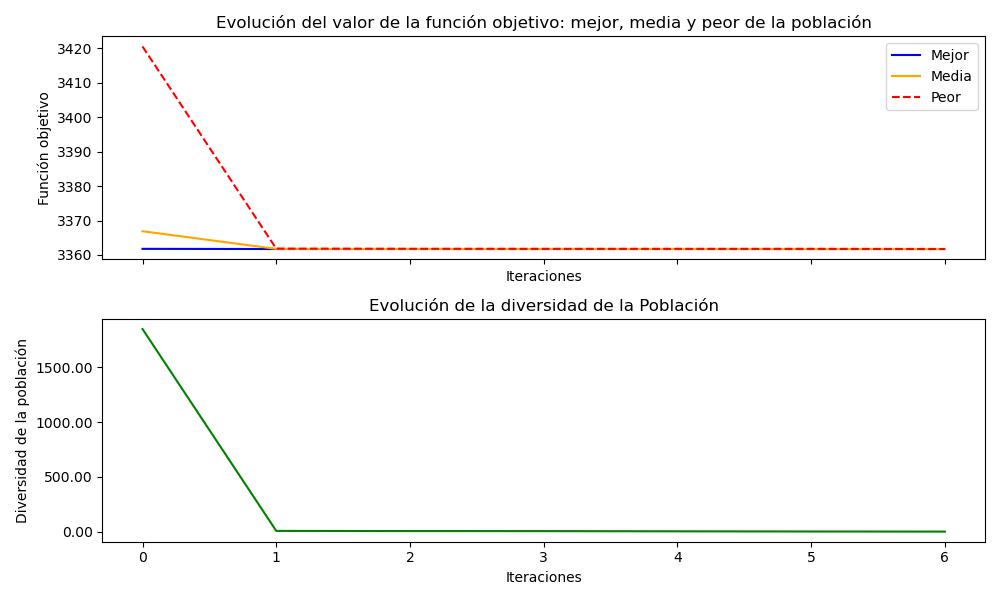 Evolución del valor de la función objetivo: mejor, media y peor de la población
Función objetivo
3420
3410
3400
3390
3380
3370
3360
Mejor
Media
Peor
Iteraciones
Evolución de la diversidad de la Población
Diversidad de la población
1500.00
1000.00
500.00
0.00
0 1 2 3 4 5 6
Iteraciones